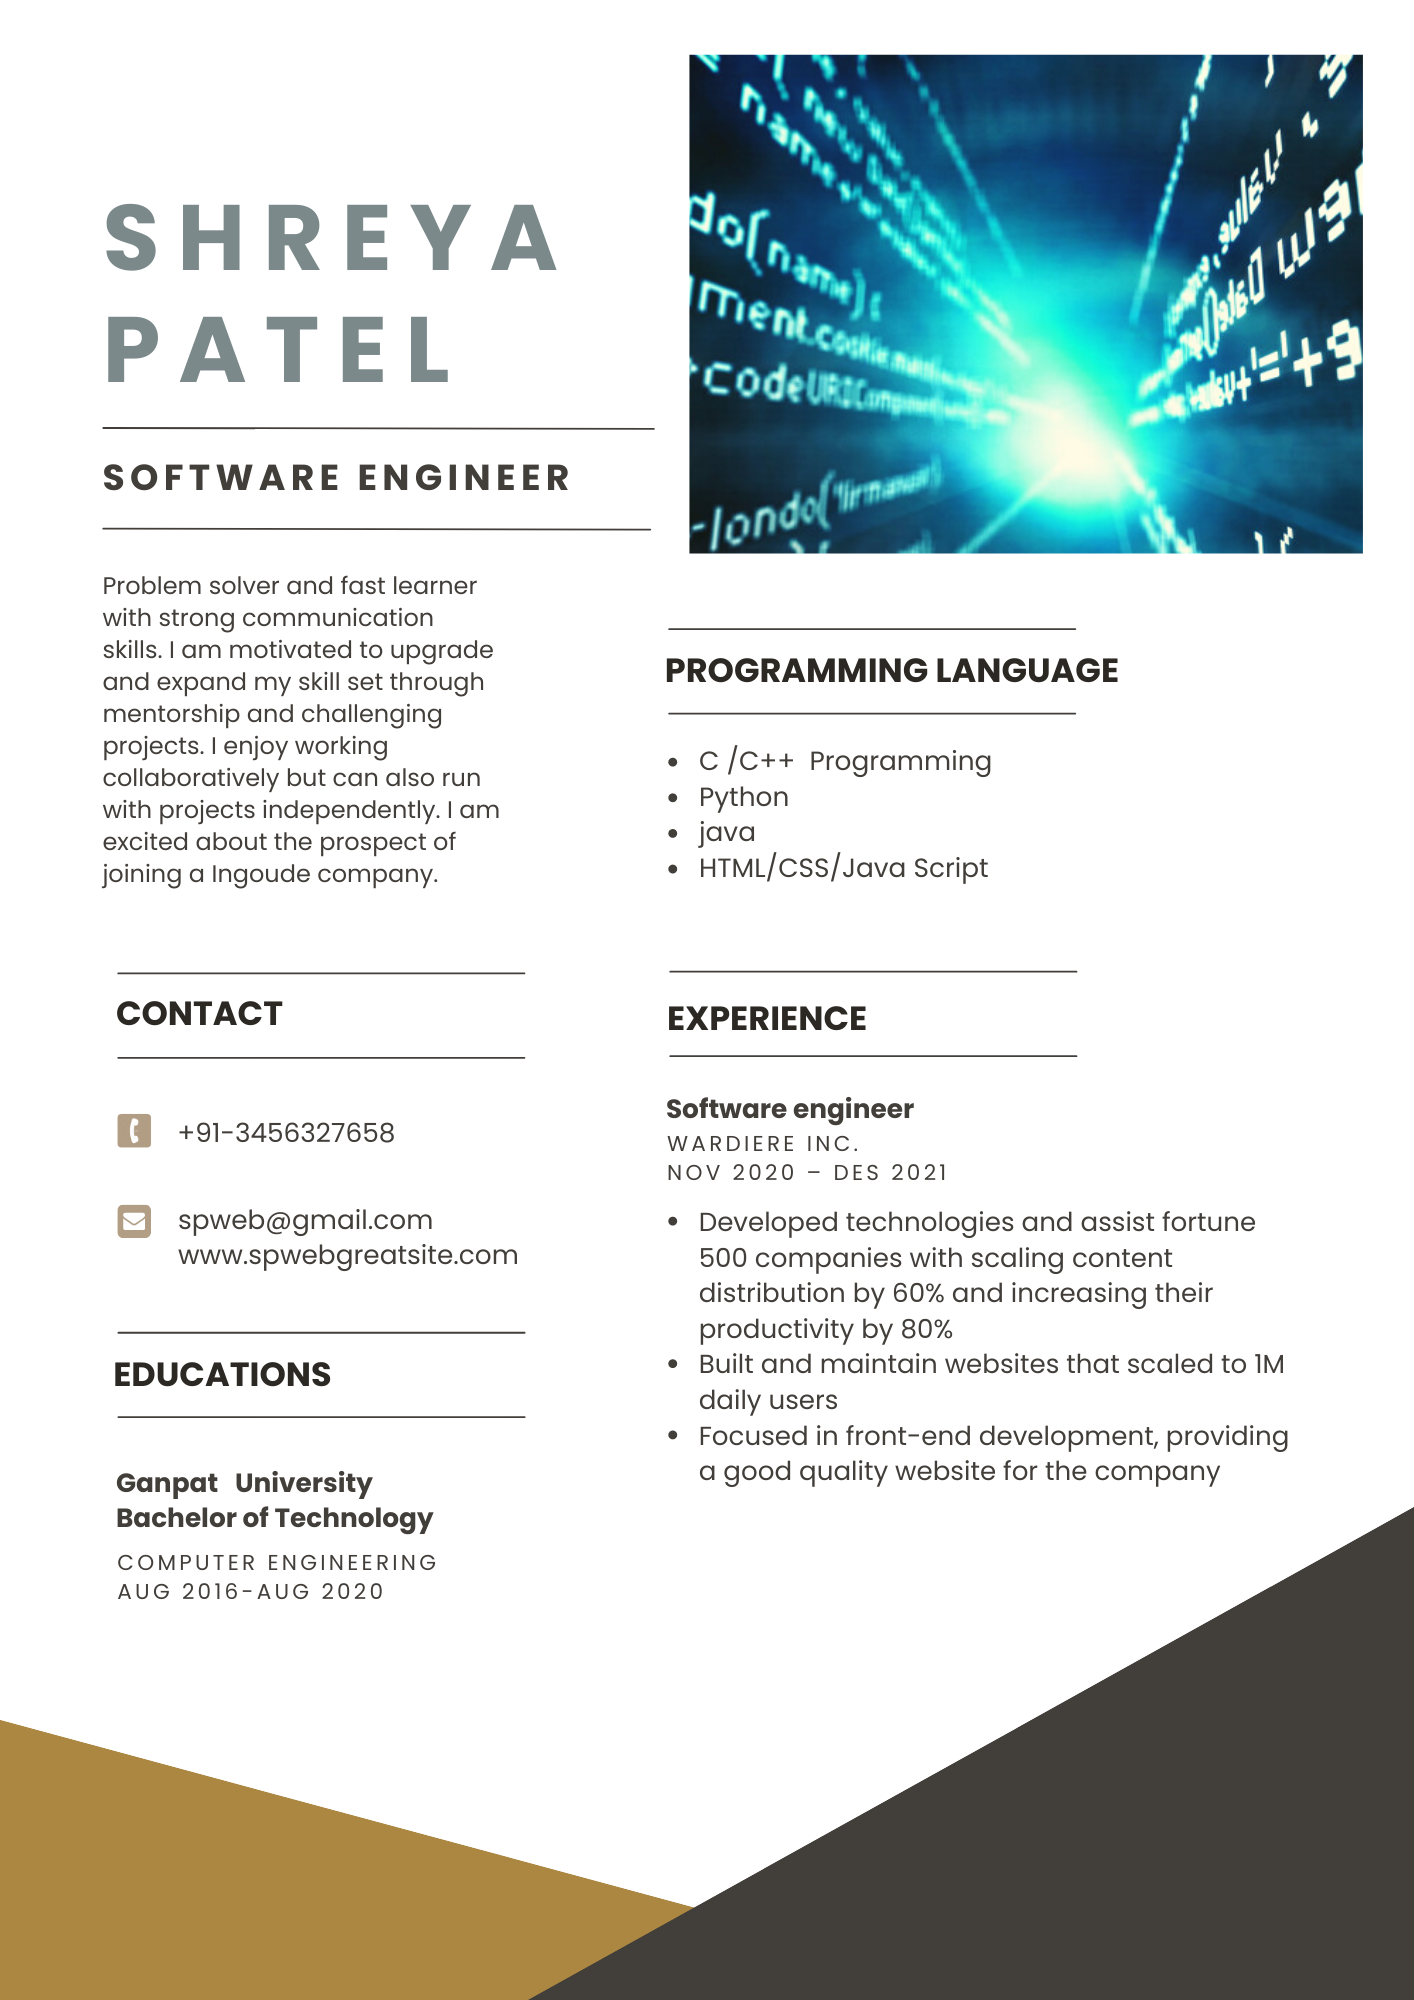 SHREYA
PATEL
SOFTWARE ENGINEER
Problem solver and fast learner
with strong communication
skills. I am motivated to upgrade
and expand my skill set through
mentorship and challenging
projects. I enjoy working
collaboratively but can also run
with projects independently. I am
excited about the prospect of
joining a Ingoude company.
CONTACT
+91-3456327658
spweb@gmail.com
www.spwebgreatsite.com
EDUCATIONS
Ganpat University
Bachelor of Technology
COMPUTER ENGINEERING
AUG 2016-AUG 2020
name
do(name){
ment.cookie
codeURIComponent
PROGRAMMING LANGUAGE
• C /C++ Programming
• Python
• java
• HTML/CSS/Java Script
EXPERIENCE
Software engineer
WARDIERE INC.
NOV 2020 – DES 2021
• Developed technologies and assist fortune
500 companies with scaling content
distribution by 60% and increasing their
productivity by 80%
• Built and maintain websites that scaled to 1M
daily users
• Focused in front-end development, providing
a good quality website for the company